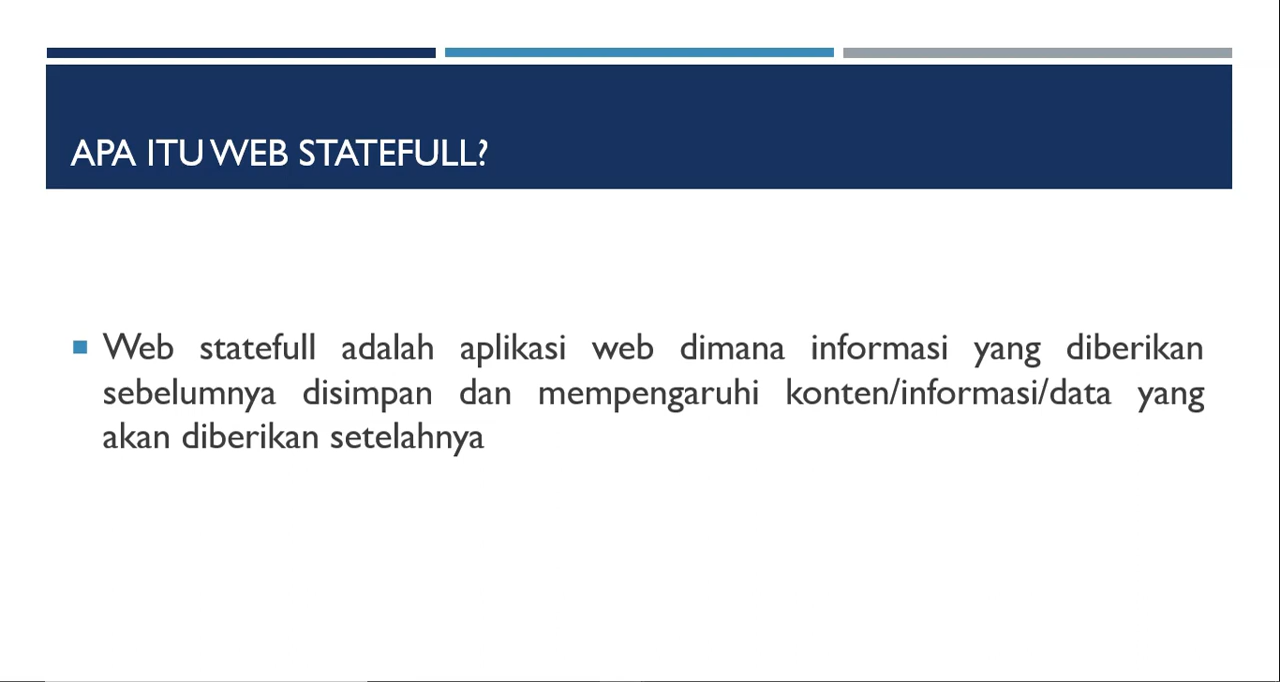 APA ITU WEB STATEFULL?
Web statefull adalah aplikasi web dimana informasi yang diberikan
sebelumnya disimpan dan mempengaruhi konten/informasi/data yang
akan diberikan setelahnya